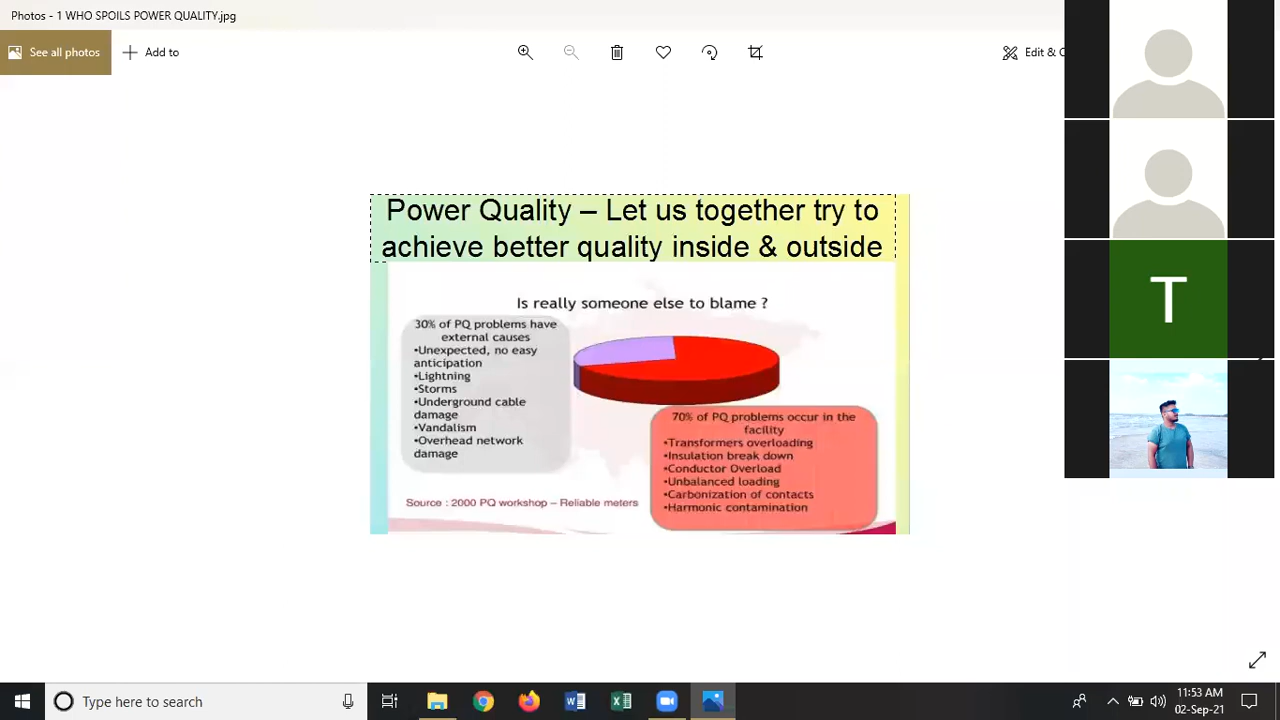 Photos - 1 WHO SPOILS POWER QUALITY.jpg
See all photos
Add to
Power Quality – Let us together try to
achieve better quality inside & outside
Is really someone else to blame ?
30% of PQ problems have
external causes
•Unexpected, no easy
anticipation
•Lightning
•Storms
•Underground cable
damage
•Vandalism
•Overhead network
damage
70% of PQ problems occur in the
facility
•Transformers overloading
•Insulation break down
•Conductor Overload
•Unbalanced loading
•Carbonization of contacts
•Harmonic contamination
Source : 2000 PQ workshop – Reliable meters
T
Type here to search
11:53 AM
02-Sep-21